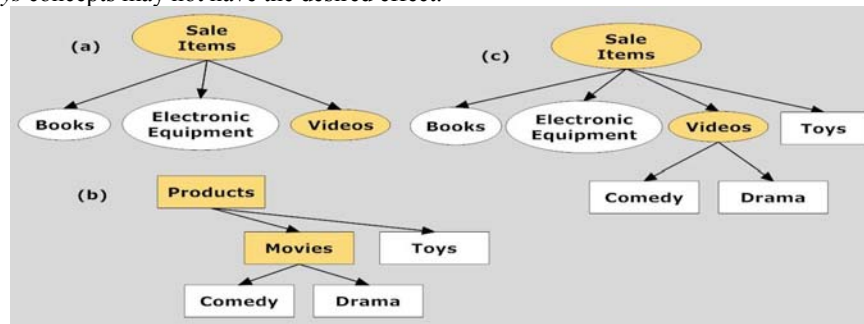 ys concepts may not have the desired effect.
(a)
Sale
Items
Books
Electronic
Equipment
Videos
(b)
Products
Movies
Toys
Comedy
Drama
(c)
Sale
Items
Books
Electronic
Equipment
Videos
Toys
Comedy
Drama